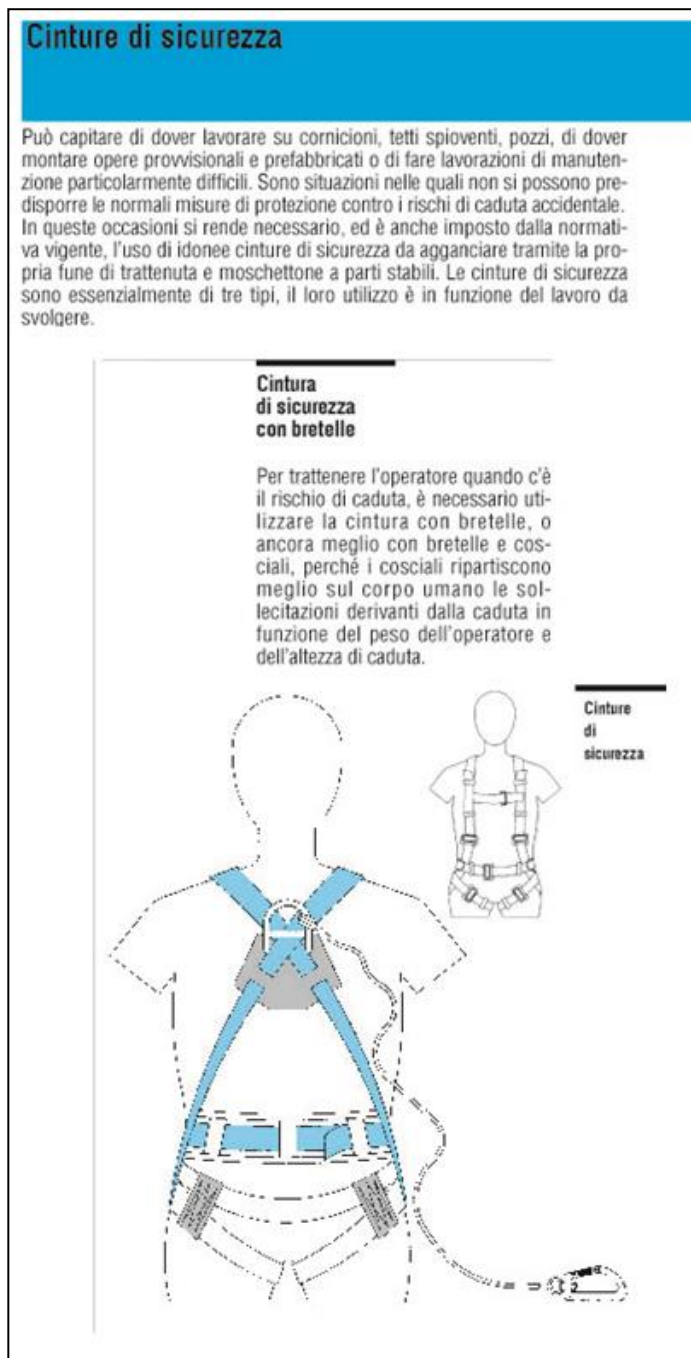 Cinture di sicurezza
Può capitare di dover lavorare su cornicioni, tetti spioventi, pozzi, di dover
montare opere provvisionali e prefabbricati o di fare lavorazioni di manuten-
zione particolarmente difficili. Sono situazioni nelle quali non si possono pre-
disporre le normali misure di protezione contro i rischi di caduta accidentale.
In queste occasioni si rende necessario, ed è anche imposto dalla normati-
va vigente, l'uso di idonee cinture di sicurezza da agganciare tramite la pro-
pria fune di trattenuta e moschettone a parti stabili. Le cinture di sicurezza
sono essenzialmente di tre tipi, il loro utilizzo è in funzione del lavoro da
svolgere.
Cintura
di sicurezza
con bretelle
Per trattenere l'operatore quando c'è
il rischio di caduta, è necessario uti-
lizzare la cintura con bretelle, o
ancora meglio con bretelle e cos-
ciali, perché i cosciali ripartiscono
meglio sul corpo umano le sol-
lecitazioni derivanti dalla caduta in
funzione del peso dell'operatore e
dell'altezza di caduta.
Cinture
di
sicurezza